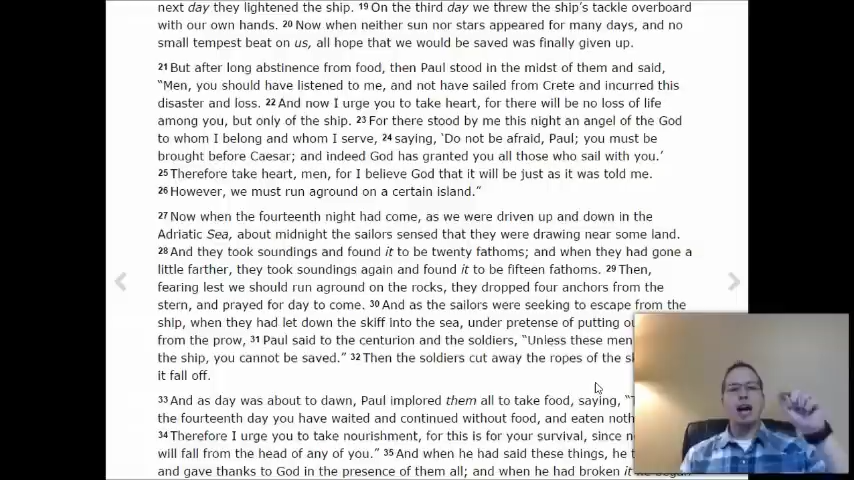 next day they lightened the ship. 19 On the third day we threw the ship's tackle overboard
with our own hands. 20 Now when neither sun nor stars appeared for many days, and no
small tempest beat on us, all hope that we would be saved was finally given up.
21 But after long abstinence from food, then Paul stood in the midst of them and said,
“Men, you should have listened to me, and not have sailed from Crete and incurred this
disaster and loss. 22 And now I urge you to take heart, for there will be no loss of life
among you, but only of the ship. 23 For there stood by me this night an angel of the God
to whom I belong and whom I serve, 24 saying, ‘Do not be afraid, Paul; you must be
brought before Caesar; and indeed God has granted you all those who sail with you.’
25 Therefore take heart, men, for I believe God that it will be just as it was told me.
26 However, we must run aground on a certain island.”
27 Now when the fourteenth night had come, as we were driven up and down in the
Adriatic Sea, about midnight the sailors sensed that they were drawing near some land.
28 And they took soundings and found it to be twenty fathoms; and when they had gone a
little farther, they took soundings again and found it to be fifteen fathoms. 29 Then,
fearing lest we should run aground on the rocks, they dropped four anchors from the
stern, and prayed for day to come. 30 And as the sailors were seeking to escape from the
ship, when they had let down the skiff into the sea, under pretense of putting
from the prow, 31 Paul said to the centurion and the soldiers, “Unless these men
the ship, you cannot be saved.” 32 Then the soldiers cut away the ropes of the
it fall off.
33 And as day was about to dawn, Paul implored them all to take food, saying,
the fourteenth day you have waited and continued without food, and eaten
34 Therefore I urge you to take nourishment, for this is for your survival, since
will fall from the head of any of you.” 35 And when he had said these things, he
and gave thanks to God in the presence of them all; and when he had broken it he began